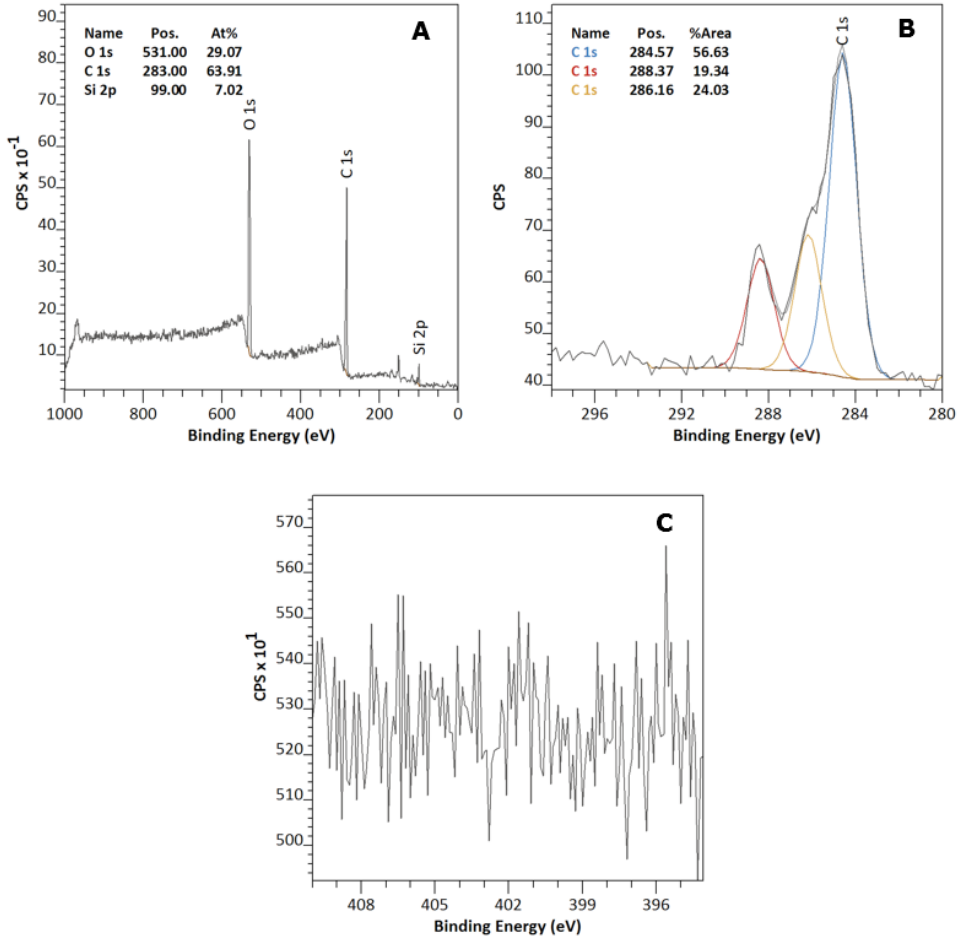 A
Name Pos. At%
O 1s 531.00 29.07
C 1s 283.00 63.91
Si 2p 99.00 7.02
O 1s
C 1s
Si 2p
CPS x 10⁻¹
90
80
70
60
50
40
30
20
10
1000 800 600 400 200 0
Binding Energy (eV)
B
Name Pos. %Area
C 1s 284.57 56.63
C 1s 288.37 19.34
C 1s 286.16 24.03
C 1s
CPS
110
100
90
80
70
60
50
40
296 292 288 284 280
Binding Energy (eV)
C
CPS x 10¹
570
560
550
540
530
520
510
500
408 405 402 399 396
Binding Energy (eV)